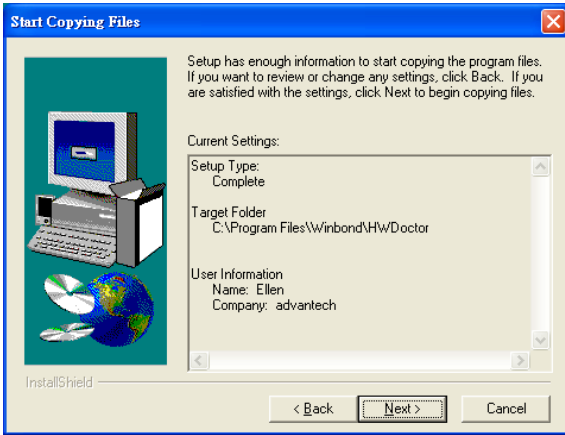 Start Copying Files
Setup has enough information to start copying the program files.
If you want to review or change any settings, click Back. If you
are satisfied with the settings, click Next to begin copying files.
Current Settings:
Setup Type:
Complete
Target Folder
C:\Program Files\Winbond\HWDoctor
User Information
Name: Ellen
Company: advantech
InstallShield
< Back
Next >
Cancel